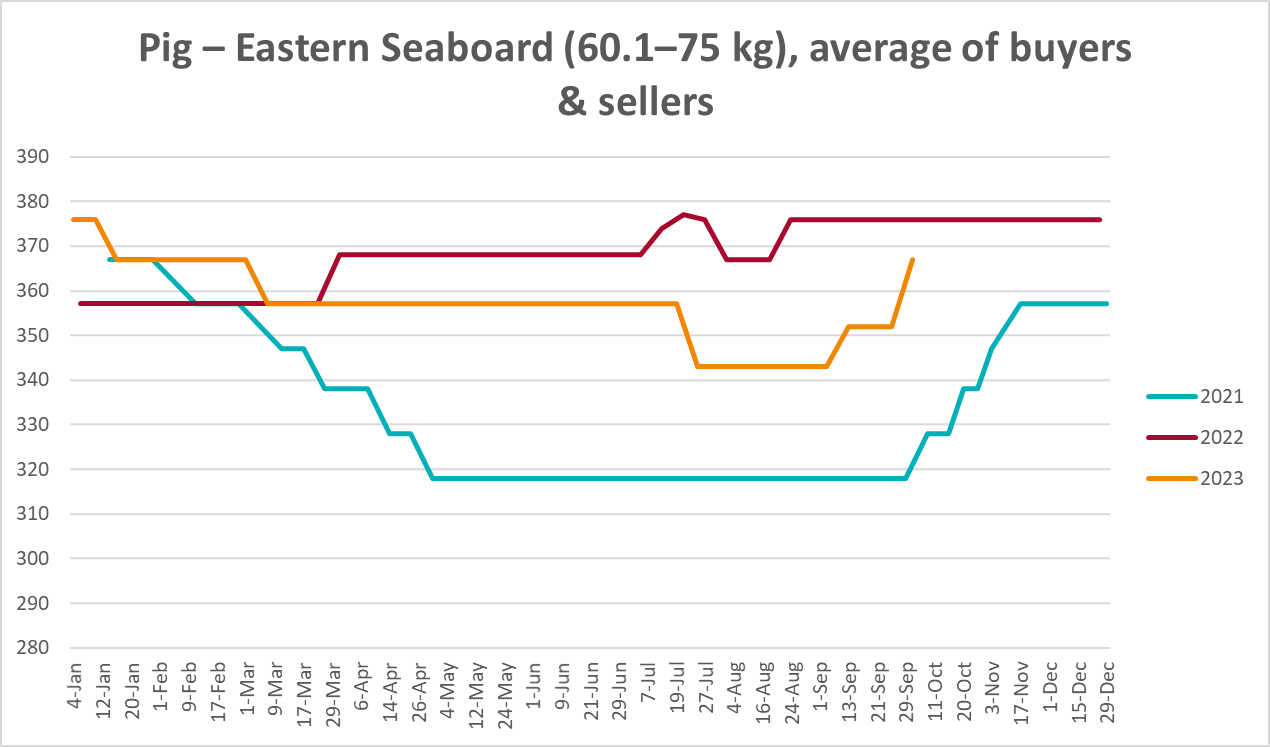 Pig – Eastern Seaboard (60.1–75 kg), average of buyers
& sellers
390
380
370
360
350
340
330
320
310
300
290
280
4-Jan
12-Jan
20-Jan
1-Feb
9-Feb
17-Feb
1-Mar
9-Mar
17-Mar
29-Mar
6-Apr
14-Apr
26-Apr
4-May
12-May
24-May
1-Jun
9-Jun
21-Jun
29-Jun
7-Jul
19-Jul
27-Jul
4-Aug
16-Aug
24-Aug
1-Sep
13-Sep
21-Sep
29-Sep
11-Oct
20-Oct
3-Nov
17-Nov
1-Dec
15-Dec
29-Dec
2021
2022
2023